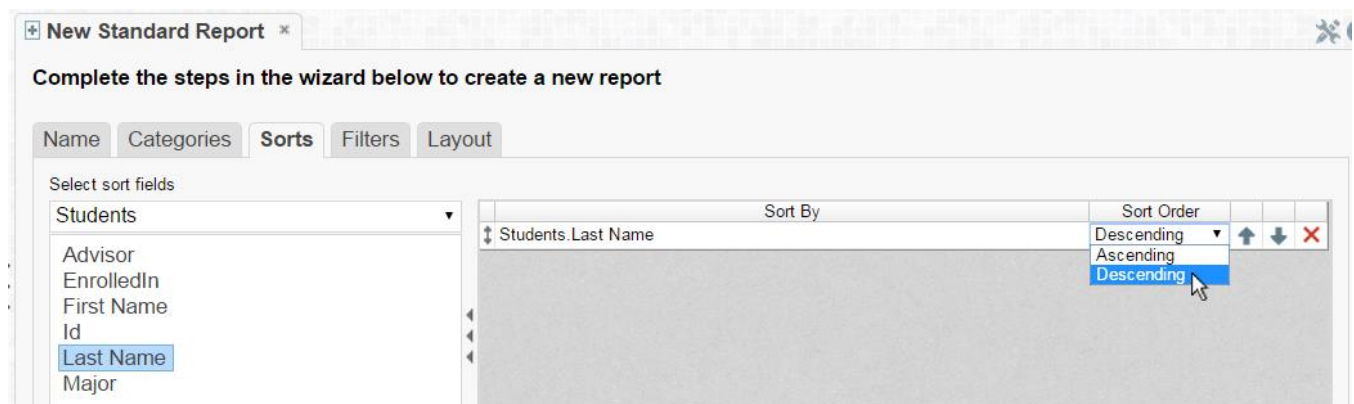 New Standard Report
Complete the steps in the wizard below to create a new report
Name Categories Sorts Filters Layout
Select sort fields
Students
Advisor
EnrolledIn
First Name
Id
Last Name
Major
Sort By Sort Order
Students.Last Name Descending
Ascending
Descending